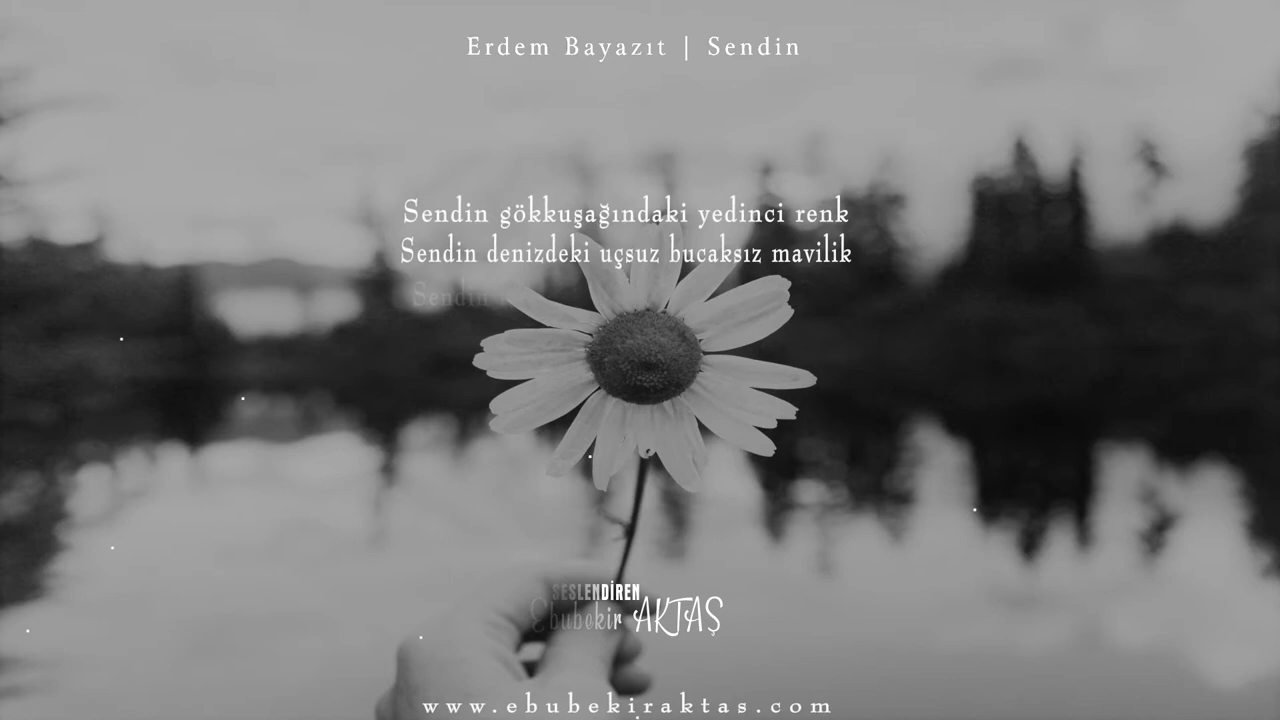 Erdem Bayazıt | Sendin
Sendin gökkuşağındaki yedinci renk
Sendin denizdeki uçsuz bucaksız mavilik
Sendin
SESLENDİREN
Ebubekir AKTAŞ
www.ebubekiraktas.com